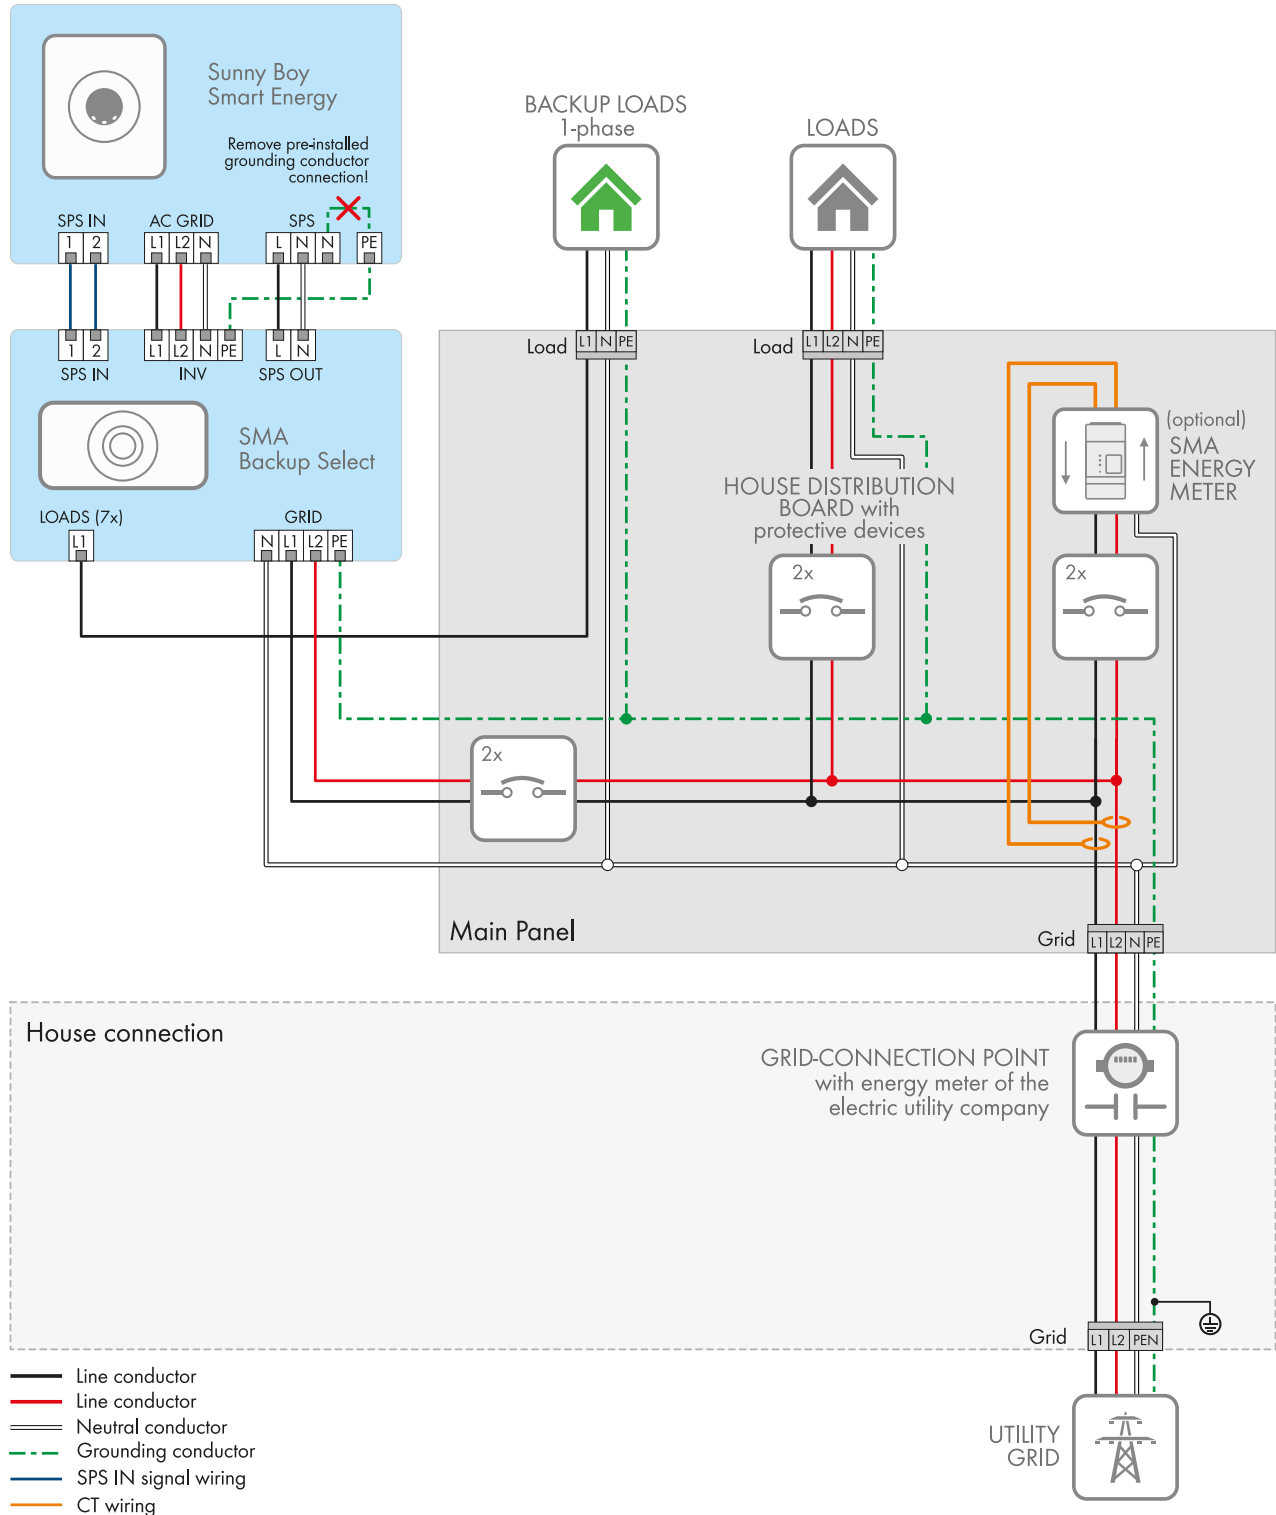 Sunny Boy
Smart Energy
Remove pre-installed
grounding conductor
connection!
SPS IN
AC GRID
SPS
1 2
L1 L2 N
L N N
PE
1 2
L1 L2 N PE
L N
SPS IN
INV
SPS OUT
SMA
Backup Select
LOADS (7x)
GRID
L1
N L1 L2 PE
BACKUP LOADS
1-phase
LOADS
Load
L1 N PE
Load
L1 L2 N PE
(optional)
SMA
ENERGY
METER
HOUSE DISTRIBUTION
BOARD with
protective devices
2x
2x
2x
Main Panel
Grid
L1 L2 N PE
House connection
GRID-CONNECTION POINT
with energy meter of the
electric utility company
Grid
L1 L2 PEN
UTILITY
GRID
Line conductor
Line conductor
Neutral conductor
Grounding conductor
SPS IN signal wiring
CT wiring